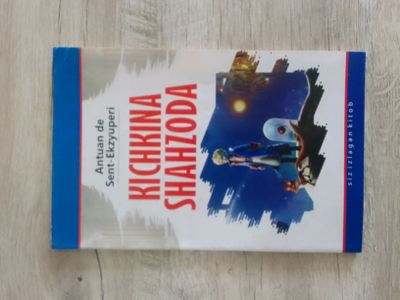 Antuan de
Sent-Ekzyuperi
KICHKINA
SHAHZODA
siz izlagan kitob